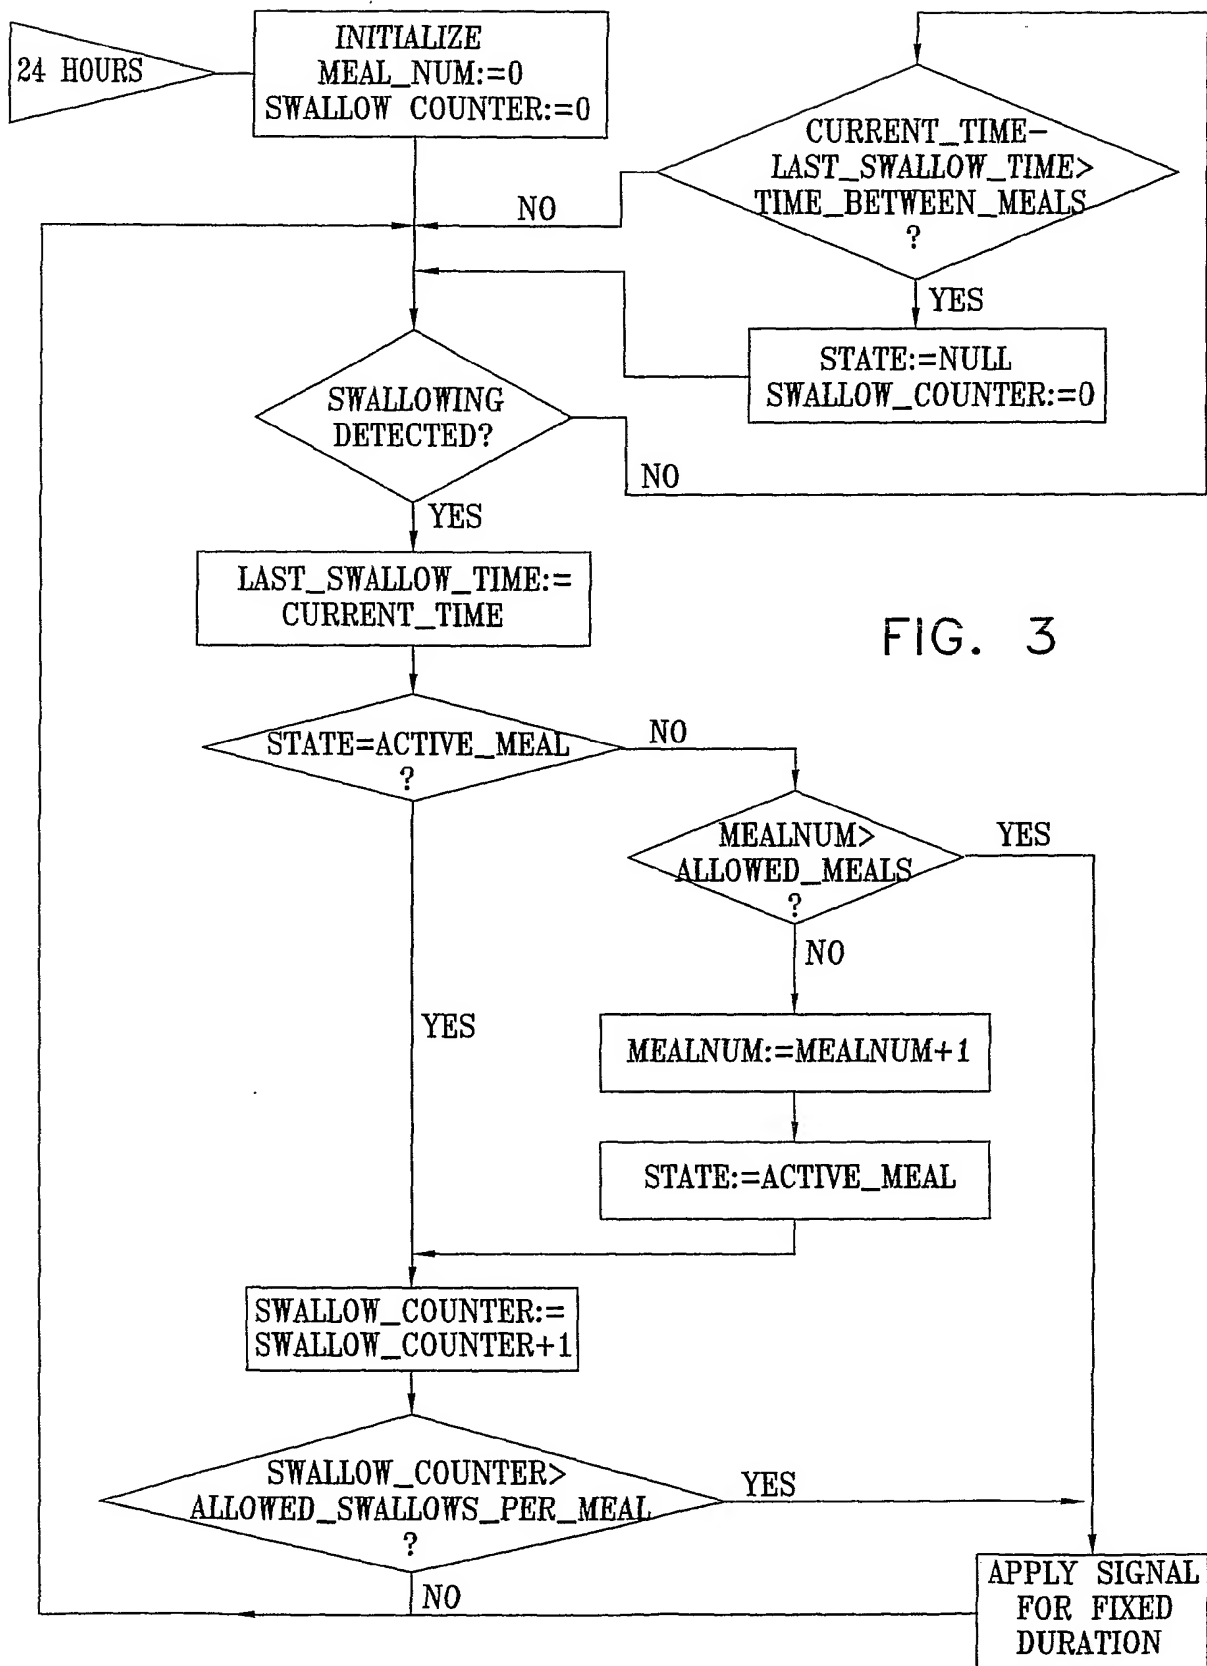 24 HOURS
INITIALIZE
MEAL_NUM:=0
SWALLOW COUNTER:=0
CURRENT_TIME-
LAST_SWALLOW_TIME>
TIME_BETWEEN_MEALS
?
NO
YES
STATE:=NULL
SWALLOW_COUNTER:=0
SWALLOWING
DETECTED?
NO
YES
LAST_SWALLOW_TIME:=
CURRENT_TIME
FIG. 3
STATE=ACTIVE_MEAL
?
NO
MEALNUM>
ALLOWED_MEALS
?
YES
NO
YES
MEALNUM:=MEALNUM+1
STATE:=ACTIVE_MEAL
SWALLOW_COUNTER:=
SWALLOW_COUNTER+1
SWALLOW_COUNTER>
ALLOWED_SWALLOWS_PER_MEAL
?
YES
NO
APPLY SIGNAL
FOR FIXED
DURATION